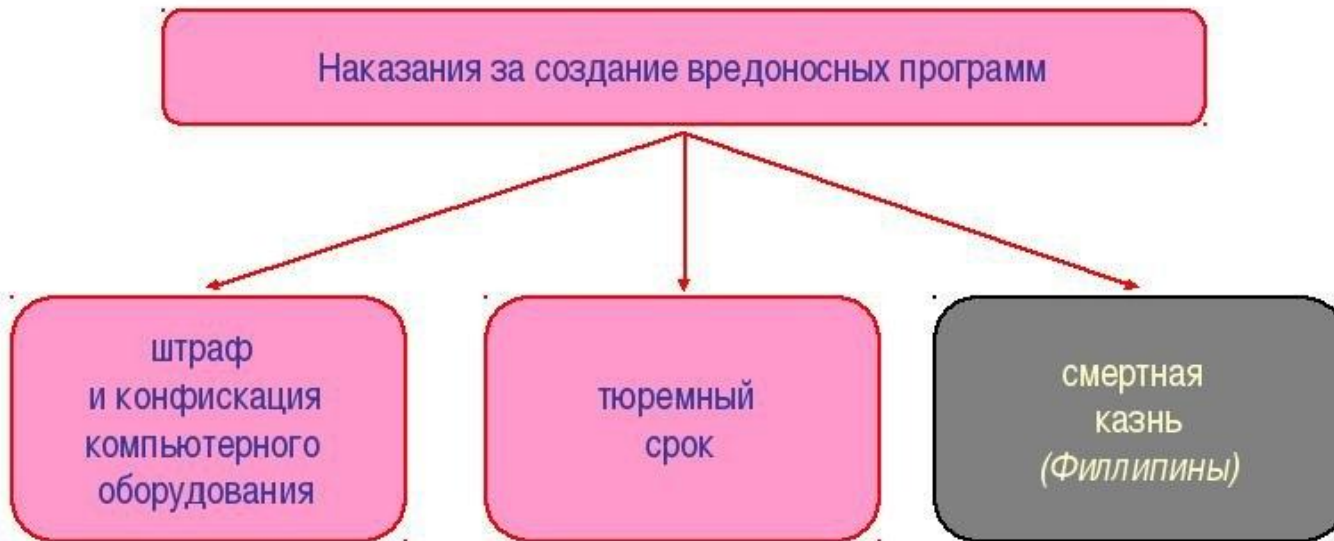 Наказания за создание вредоносных программ
штраф
и конфискация
компьютерного
оборудования
тюремный
срок
смертная
казнь
(Филлипины)